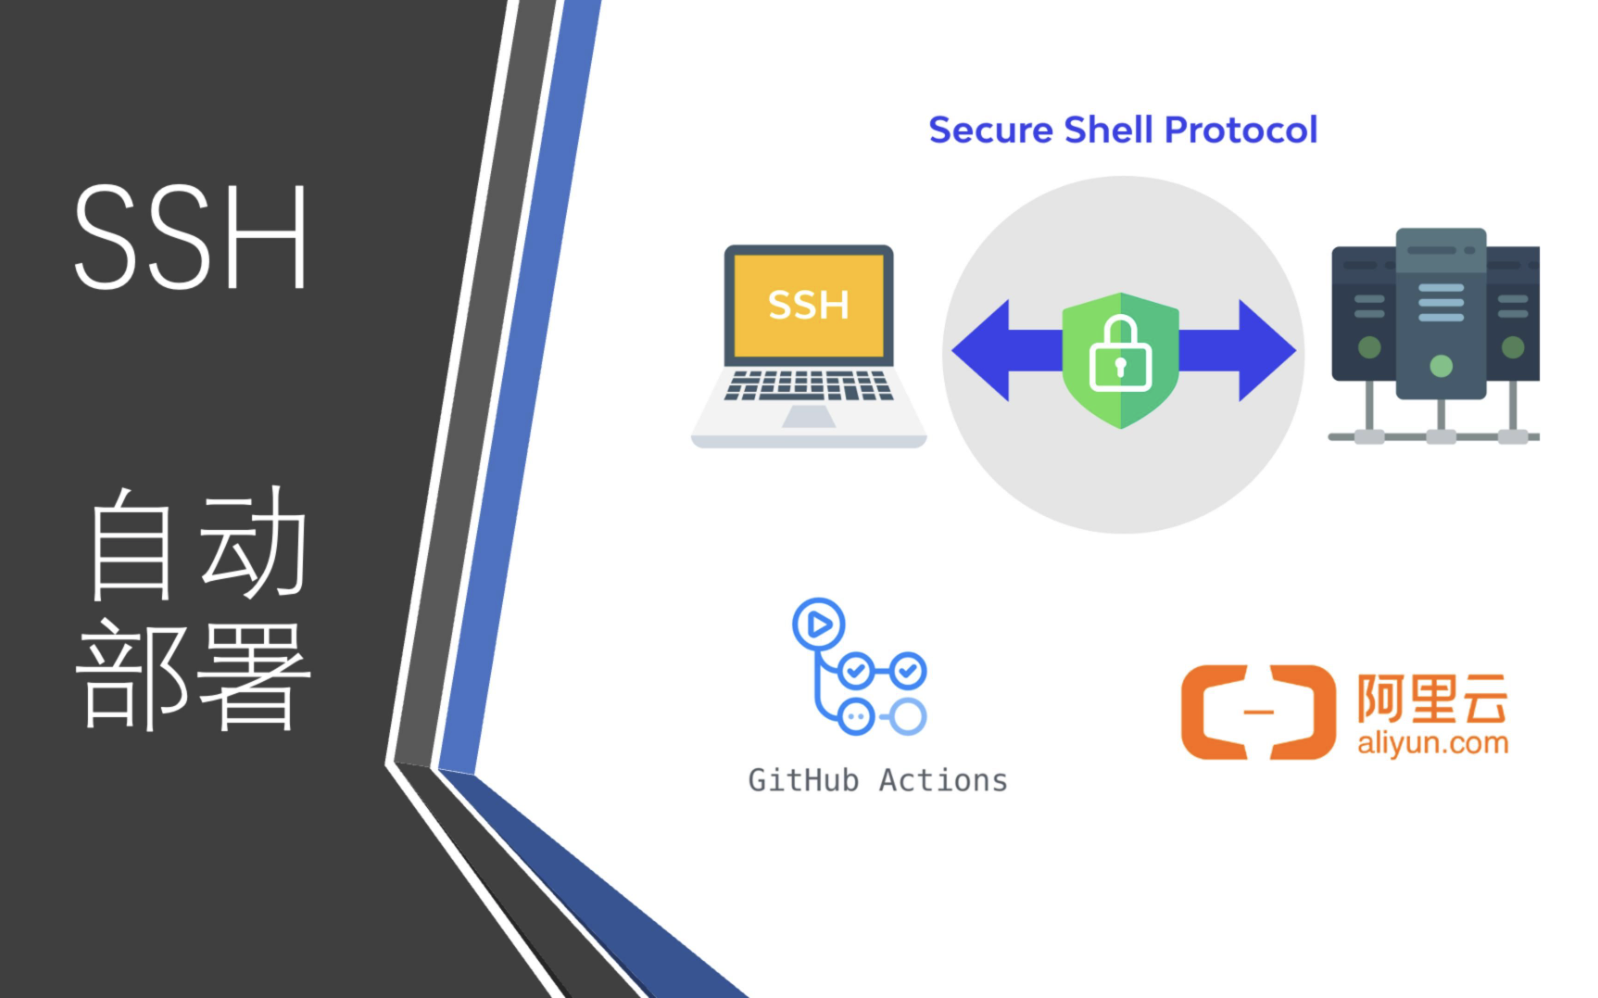 SSH
自动
部署
Secure Shell Protocol
SSH
GitHub Actions
阿里云
aliyun.com